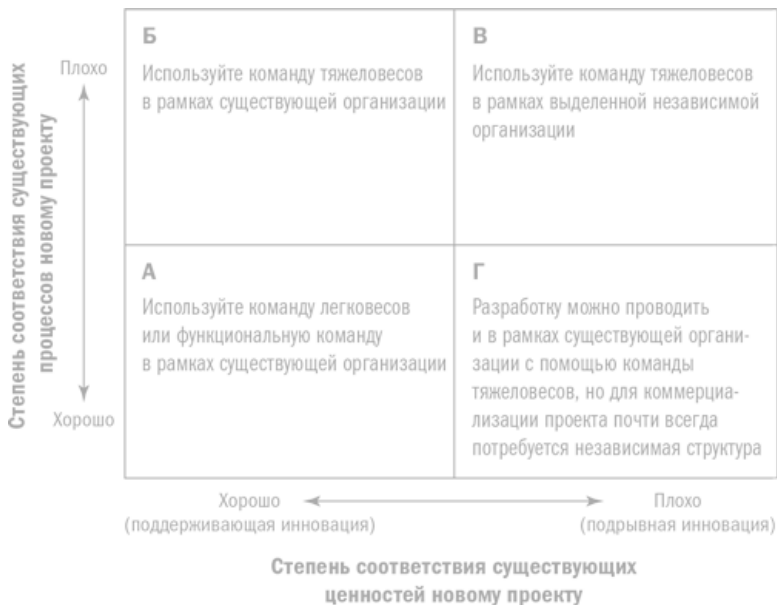 Степень соответствия существующих
процессов новому проекту
Плохо
Хорошо
Б
Используйте команду тяжеловесов
в рамках существующей организации
В
Используйте команду тяжеловесов
в рамках выделенной независимой
организации
А
Используйте команду легковесов
или функциональную команду
в рамках существующей организации
Г
Разработку можно проводить
и в рамках существующей органи-
зации с помощью команды
тяжеловесов, но для коммерциа-
лизации проекта почти всегда
потребуется независимая структура
Хорошо
(поддерживающая инновация)
Плохо
(подрывная инновация)
Степень соответствия существующих
ценностей новому проекту